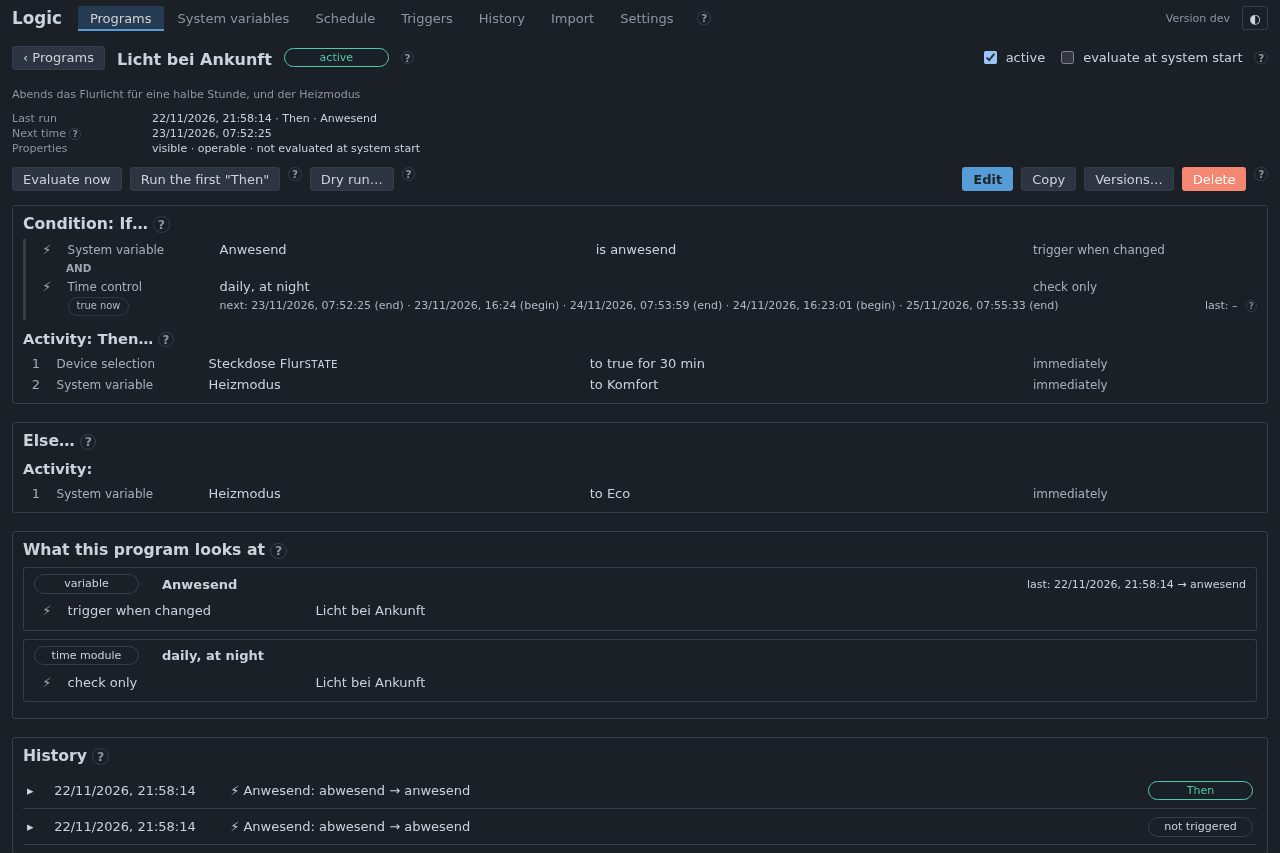 Logic Programs System variables Schedule Triggers History Import Settings ? Version dev
‹ Programs Licht bei Ankunft active ? active evaluate at system start ?
Abends das Flurlicht für eine halbe Stunde, und der Heizmodus
Last run 22/11/2026, 21:58:14 · Then · Anwesend
Next time ? 23/11/2026, 07:52:25
Properties visible · operable · not evaluated at system start
Evaluate now Run the first "Then" ? Dry run… ? Edit Copy Versions… Delete ?
Condition: If… ?
⚡ System variable Anwesend is anwesend trigger when changed
AND
⚡ Time control daily, at night check only
true now next: 23/11/2026, 07:52:25 (end) · 23/11/2026, 16:24 (begin) · 24/11/2026, 07:53:59 (end) · 24/11/2026, 16:23:01 (begin) · 25/11/2026, 07:55:33 (end) last: – ?
Activity: Then… ?
1 Device selection Steckdose FlurSTATE to true for 30 min immediately
2 System variable Heizmodus to Komfort immediately
Else… ?
Activity:
1 System variable Heizmodus to Eco immediately
What this program looks at ?
variable Anwesend last: 22/11/2026, 21:58:14 → anwesend
⚡ trigger when changed Licht bei Ankunft
time module daily, at night
⚡ check only Licht bei Ankunft
History ?
▸ 22/11/2026, 21:58:14 ⚡ Anwesend: abwesend → anwesend Then
▸ 22/11/2026, 21:58:14 ⚡ Anwesend: abwesend → abwesend not triggered